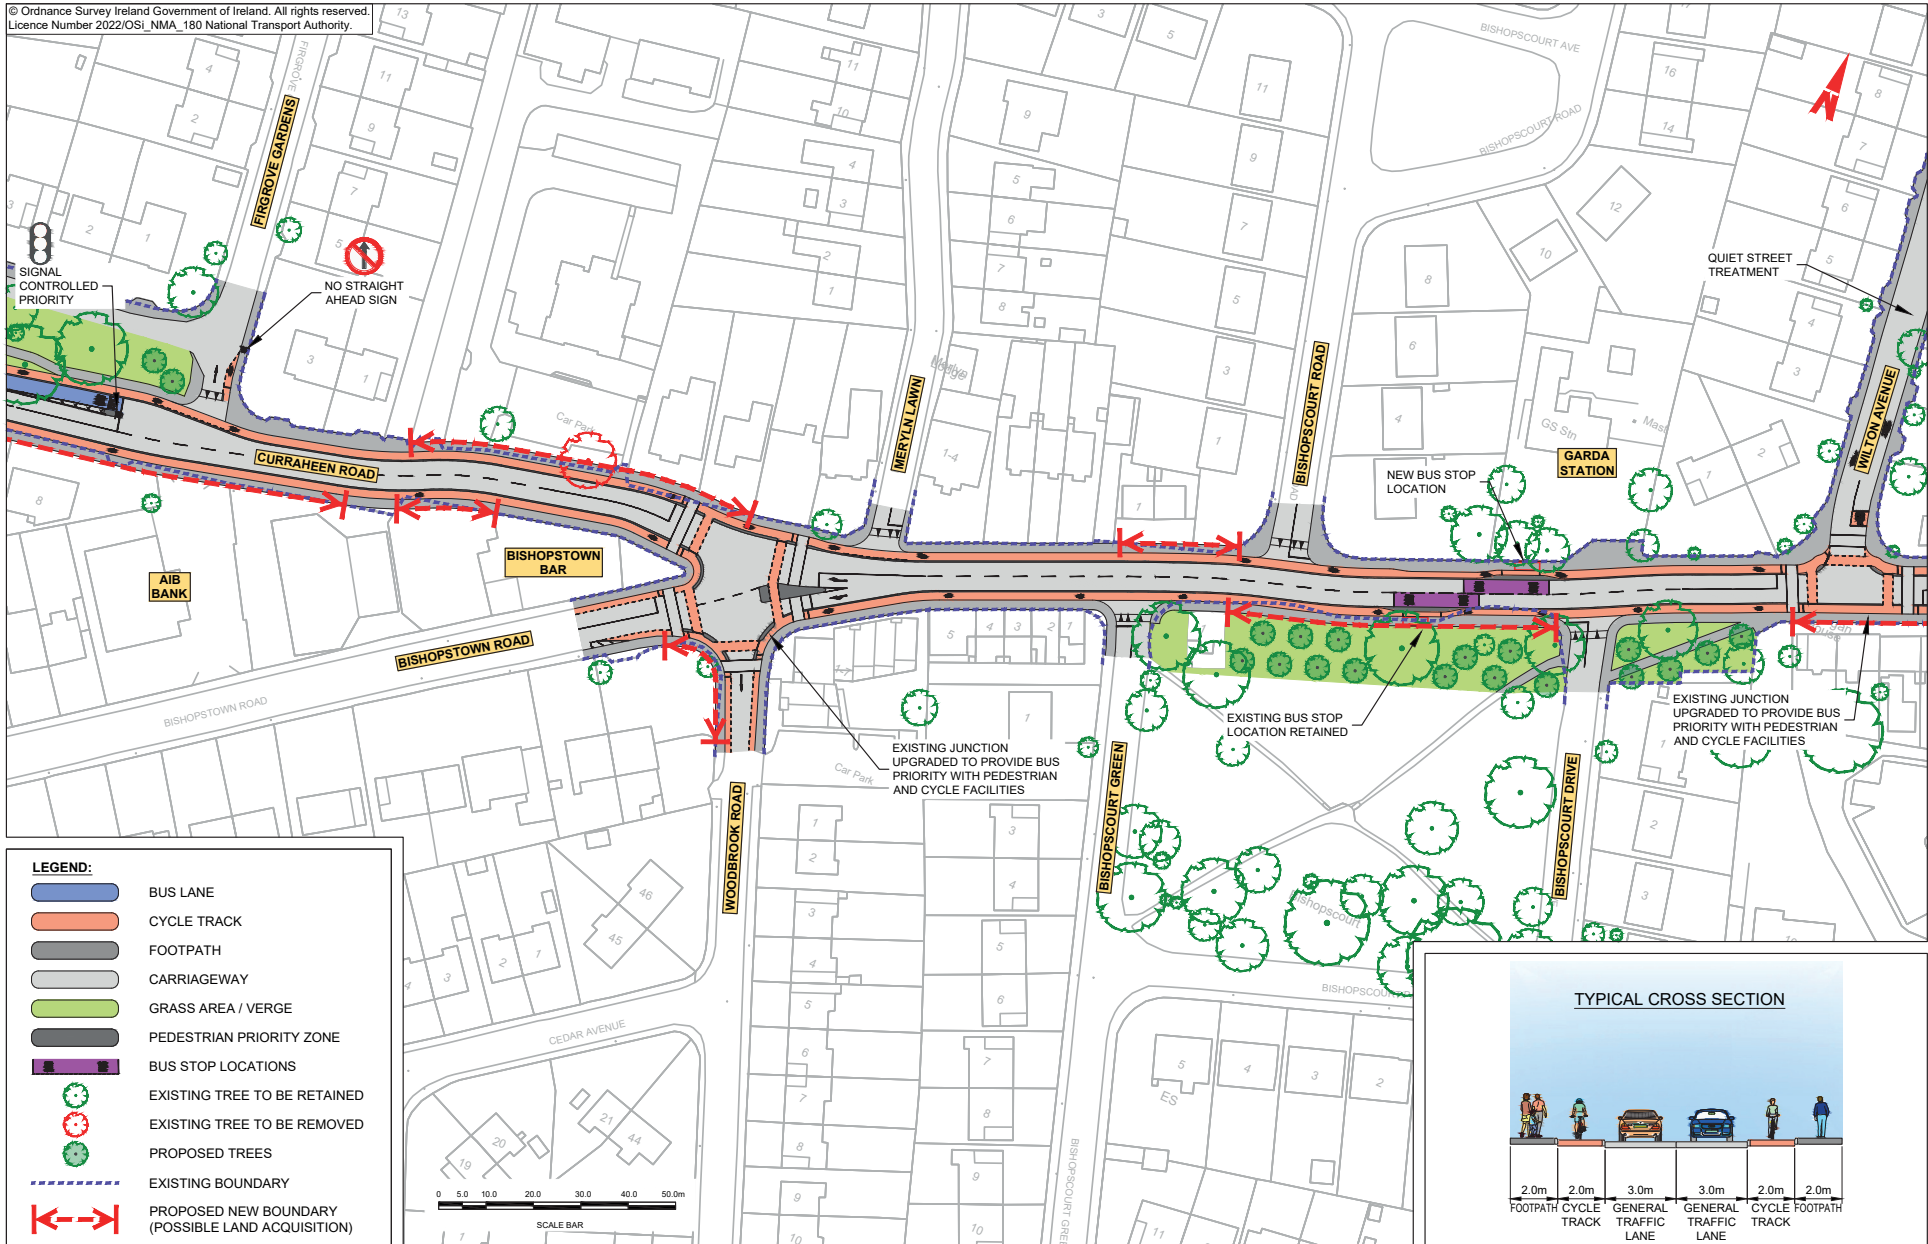 © Ordnance Survey Ireland Government of Ireland. All rights reserved.
Licence Number 2022/OSi_NMA_180 National Transport Authority.
FIRGROVE
FIRGROVE GARDENS
SIGNAL
CONTROLLED
PRIORITY
NO STRAIGHT
AHEAD SIGN
CURRAHEEN ROAD
Car Park
AIB
BANK
BISHOPSTOWN
BAR
BISHOPSTOWN ROAD
BISHOPSTOWN ROAD
MERYLN LAWN
BISHOPSCOURT AVE
BISHOPSCOURT ROAD
BISHOPSCOURT ROAD
NEW BUS STOP
LOCATION
GS Stn
Mast
GARDA
STATION
QUIET STREET
TREATMENT
WILTON AVENUE
N
EXISTING JUNCTION
UPGRADED TO PROVIDE BUS
PRIORITY WITH PEDESTRIAN
AND CYCLE FACILITIES
Car Park
WOODBROOK ROAD
EXISTING BUS STOP
LOCATION RETAINED
EXISTING JUNCTION
UPGRADED TO PROVIDE BUS
PRIORITY WITH PEDESTRIAN
AND CYCLE FACILITIES
BISHOPSCOURT GREEN
BISHOPSCOURT DRIVE
Bishopscourt
CEDAR AVENUE
ES
LEGEND:
BUS LANE
CYCLE TRACK
FOOTPATH
CARRIAGEWAY
GRASS AREA / VERGE
PEDESTRIAN PRIORITY ZONE
BUS STOP LOCATIONS
EXISTING TREE TO BE RETAINED
EXISTING TREE TO BE REMOVED
PROPOSED TREES
EXISTING BOUNDARY
PROPOSED NEW BOUNDARY
(POSSIBLE LAND ACQUISITION)
0 5.0 10.0 20.0 30.0 40.0 50.0m
SCALE BAR
TYPICAL CROSS SECTION
2.0m 2.0m 3.0m 3.0m 2.0m 2.0m
FOOTPATH CYCLE TRACK GENERAL TRAFFIC LANE GENERAL TRAFFIC LANE CYCLE TRACK FOOTPATH